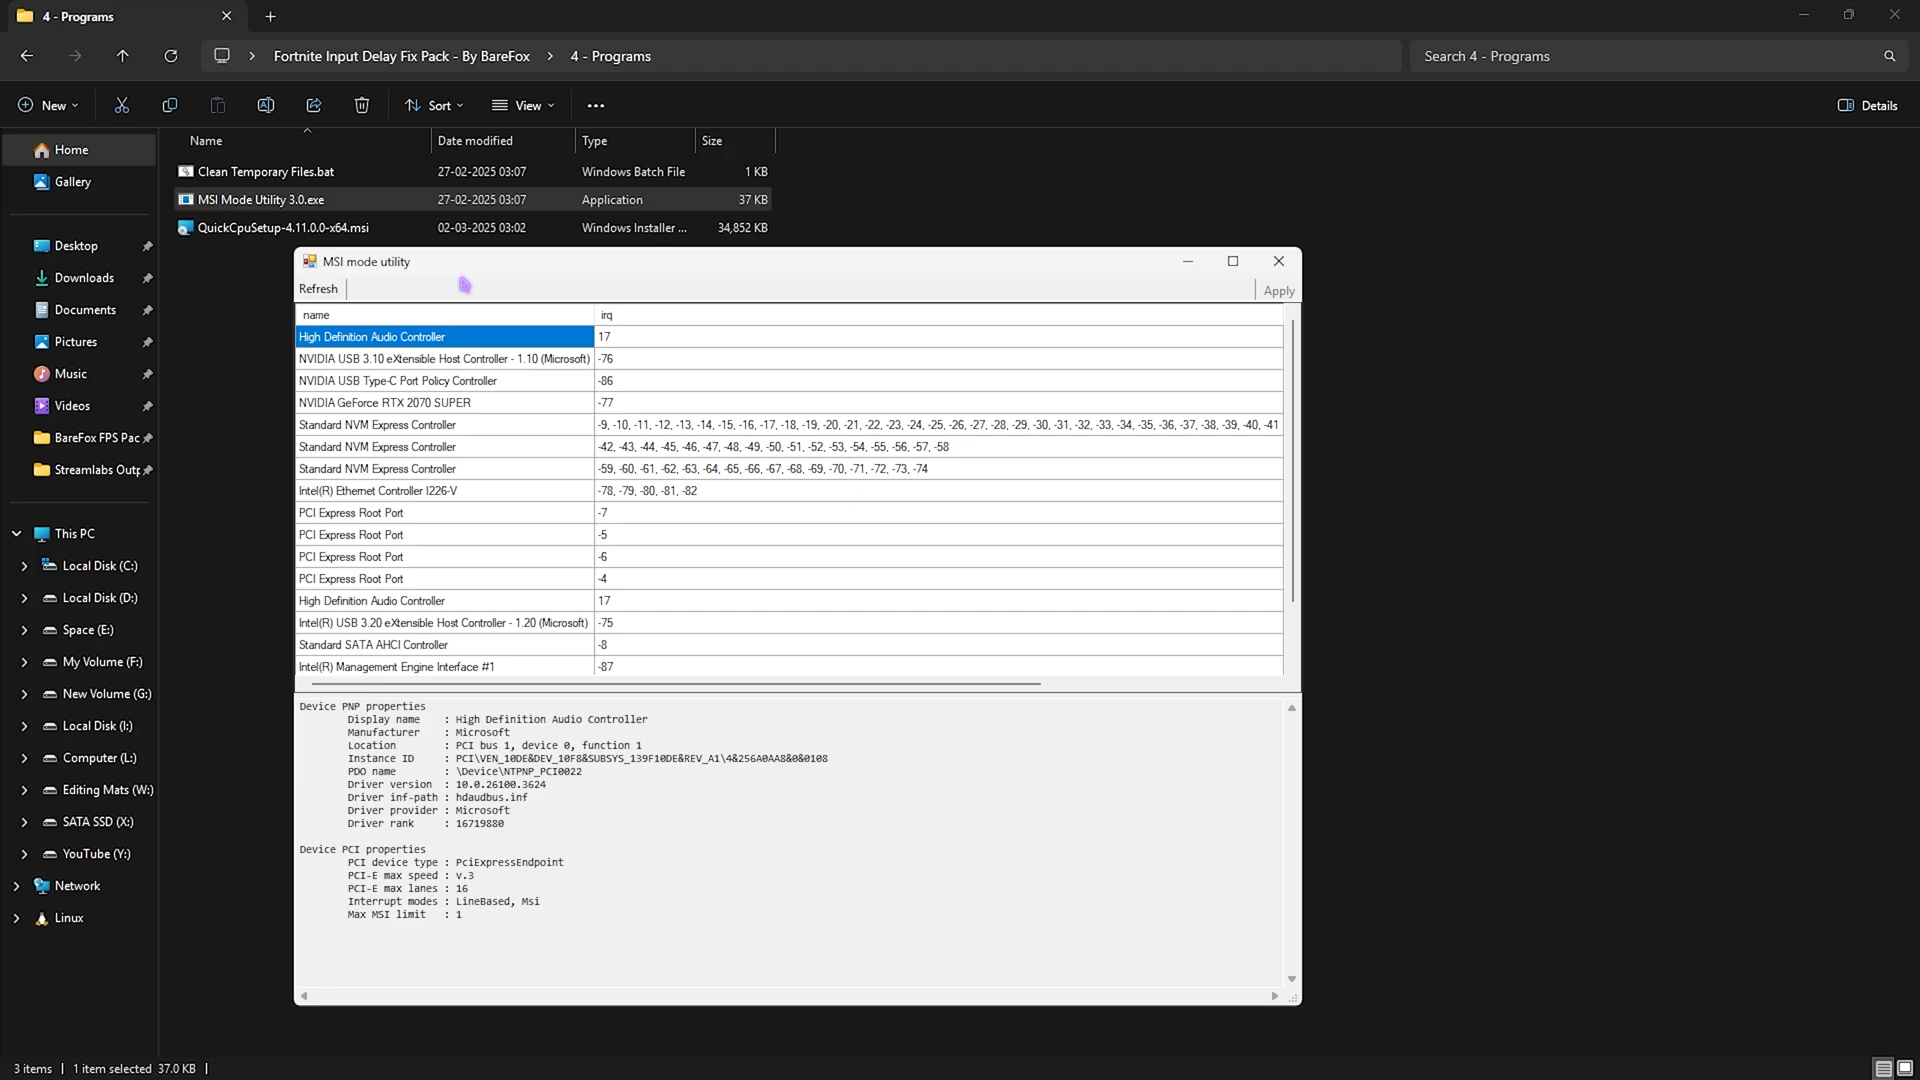 4 - Programs
Fortnite Input Delay Fix Pack - By BareFox > 4 - Programs
Search 4 - Programs
New
Sort
View
Details
Name Date modified Type Size
Clean Temporary Files.bat 27-02-2025 03:07 Windows Batch File 1 KB
MSI Mode Utility 3.0.exe 27-02-2025 03:07 Application 37 KB
QuickCpuSetup-4.11.0.0-x64.msi 02-03-2025 03:02 Windows Installer ... 34,852 KB
Home
Gallery
Desktop
Downloads
Documents
Pictures
Music
Videos
BareFox FPS Pac
Streamlabs Outp
This PC
Local Disk (C:)
Local Disk (D:)
Space (E:)
My Volume (F:)
New Volume (G:)
Local Disk (I:)
Computer (L:)
Editing Mats (W:)
SATA SSD (X:)
YouTube (Y:)
Network
Linux
MSI mode utility
Refresh
Apply
name irq
High Definition Audio Controller 17
NVIDIA USB 3.10 eXtensible Host Controller - 1.10 (Microsoft) -76
NVIDIA USB Type-C Port Policy Controller -86
NVIDIA GeForce RTX 2070 SUPER -77
Standard NVM Express Controller -9, -10, -11, -12, -13, -14, -15, -16, -17, -18, -19, -20, -21, -22, -23, -24, -25, -26, -27, -28, -29, -30, -31, -32, -33, -34, -35, -36, -37, -38, -39, -40, -41
Standard NVM Express Controller -42, -43, -44, -45, -46, -47, -48, -49, -50, -51, -52, -53, -54, -55, -56, -57, -58
Standard NVM Express Controller -59, -60, -61, -62, -63, -64, -65, -66, -67, -68, -69, -70, -71, -72, -73, -74
Intel(R) Ethernet Controller I226-V -78, -79, -80, -81, -82
PCI Express Root Port -7
PCI Express Root Port -5
PCI Express Root Port -6
PCI Express Root Port -4
High Definition Audio Controller 17
Intel(R) USB 3.20 eXtensible Host Controller - 1.20 (Microsoft) -75
Standard SATA AHCI Controller -8
Intel(R) Management Engine Interface #1 -87
Device PNP properties
Display name : High Definition Audio Controller
Manufacturer : Microsoft
Location : PCI bus 1, device 0, function 1
Instance ID : PCI\VEN_10DE&DEV_10F8&SUBSYS_139F10DE&REV_A1\4&256A0AA8&0&0108
PDO name : \Device\NTPNP_PCI0022
Driver version : 10.0.26100.3624
Driver inf-path : hdaudbus.inf
Driver provider : Microsoft
Driver rank : 16719880
Device PCI properties
PCI device type : PciExpressEndpoint
PCI-E max speed : v.3
PCI-E max lanes : 16
Interrupt modes : LineBased, Msi
Max MSI limit : 1
3 items | 1 item selected 37.0 KB |